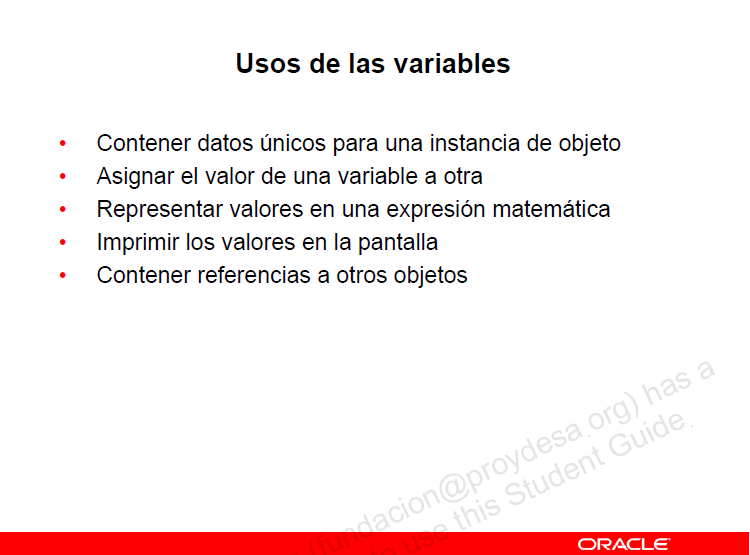 Usos de las variables
• Contener datos únicos para una instancia de objeto
• Asignar el valor de una variable a otra
• Representar valores en una expresión matemática
• Imprimir los valores en la pantalla
• Contener referencias a otros objetos
(fundacion@proydesa.org) has a
to use this Student Guide.
ORACLE